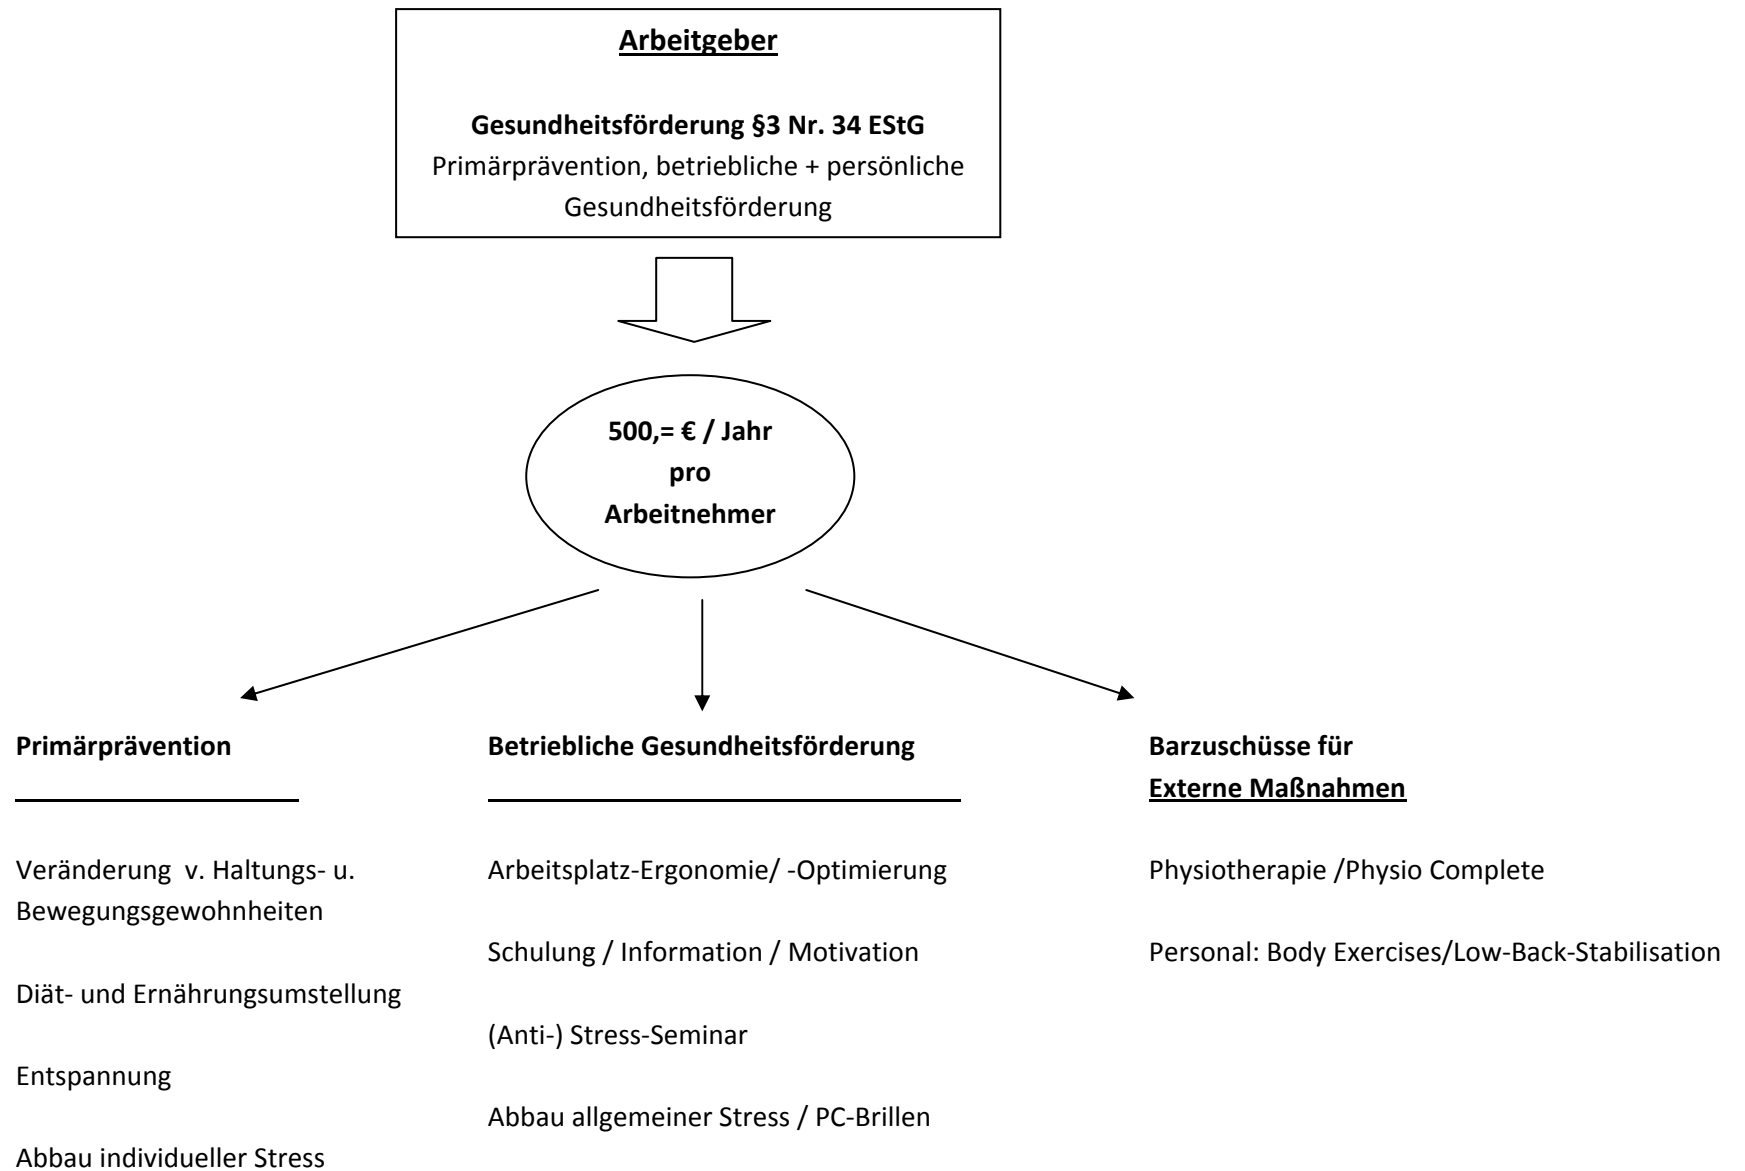 Arbeitgeber
Gesundheitsförderung §3 Nr. 34 EStG
Primärprävention, betriebliche + persönliche
Gesundheitsförderung
500,= € / Jahr
pro
Arbeitnehmer
Primärprävention
Veränderung  v. Haltungs- u.
Bewegungsgewohnheiten
Diät- und Ernährungsumstellung
Entspannung
Abbau individueller Stress
Betriebliche Gesundheitsförderung
Arbeitsplatz-Ergonomie/ -Optimierung
Schulung / Information / Motivation
(Anti-) Stress-Seminar
Abbau allgemeiner Stress / PC-Brillen
Barzuschüsse für
Externe Maßnahmen
Physiotherapie /Physio Complete
Personal: Body Exercises/Low-Back-Stabilisation